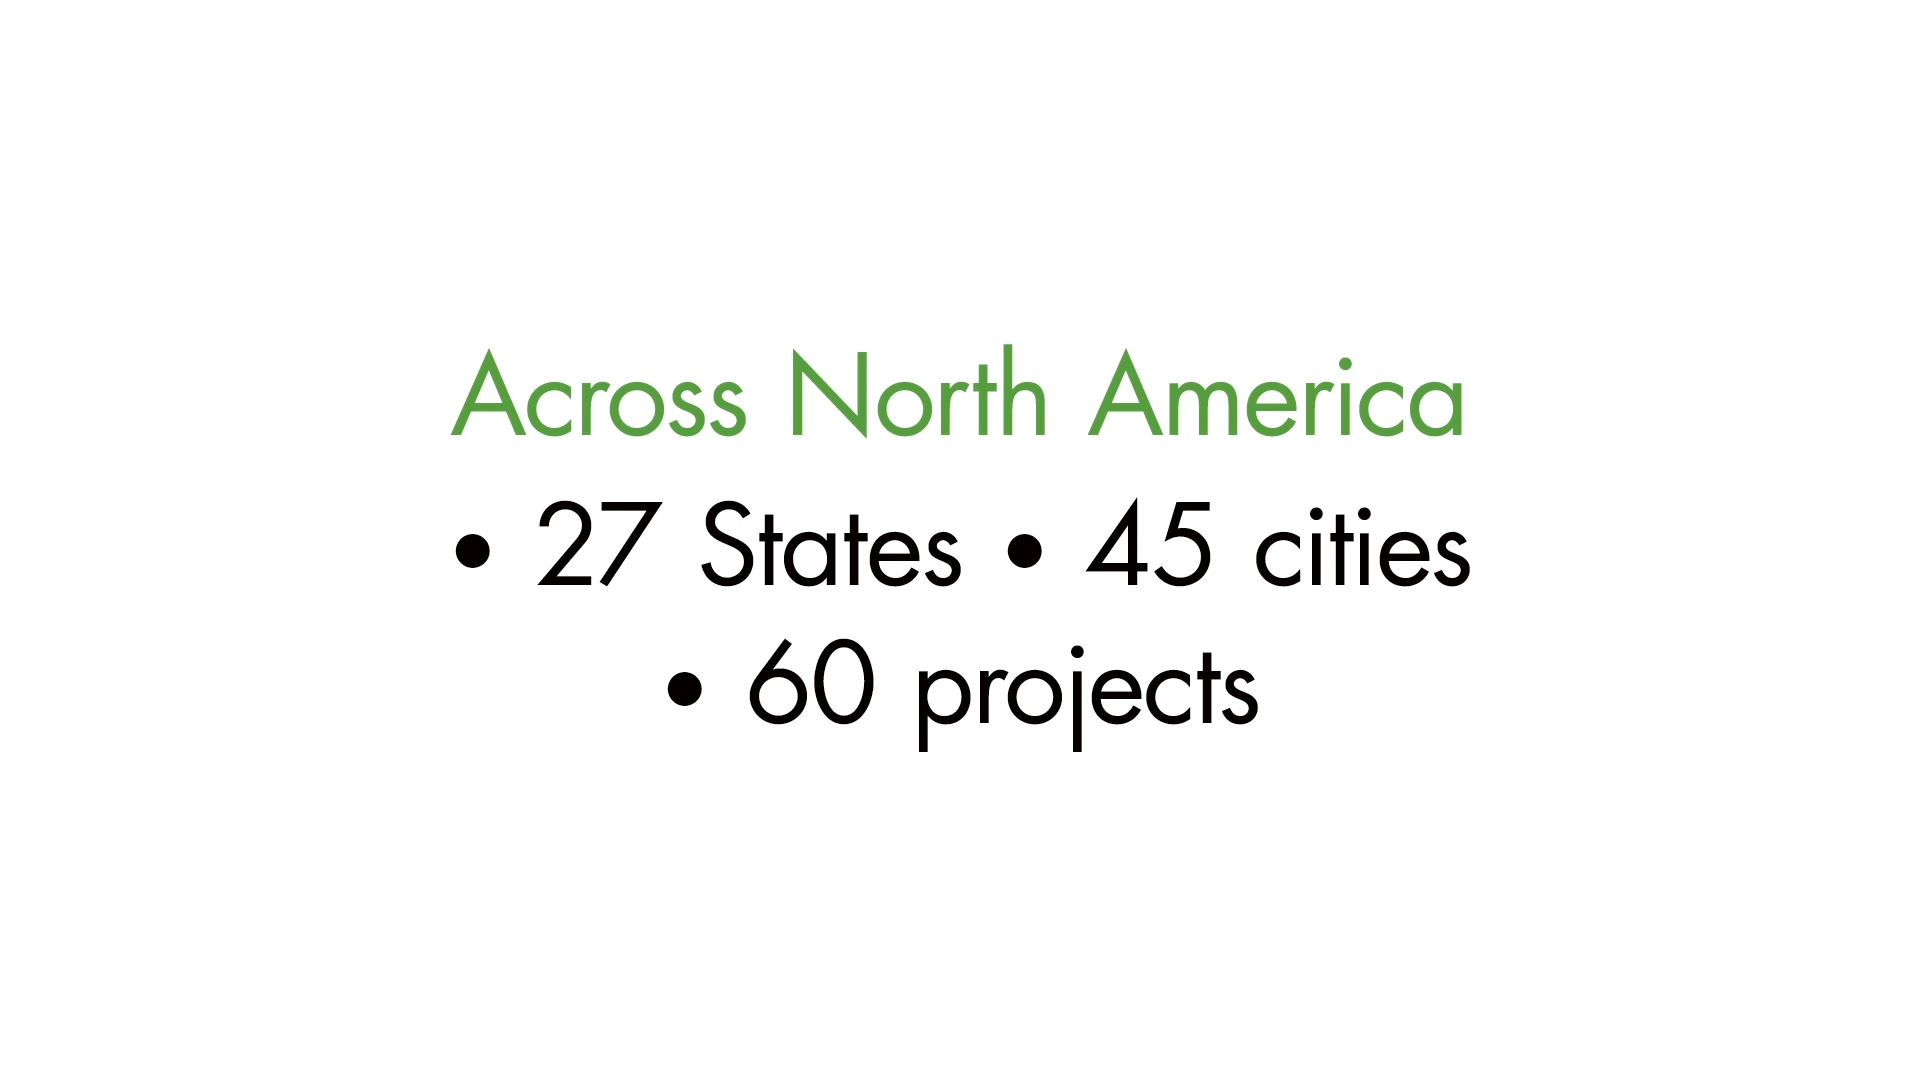 Across North America
• 27 States • 45 cities
• 60 projects